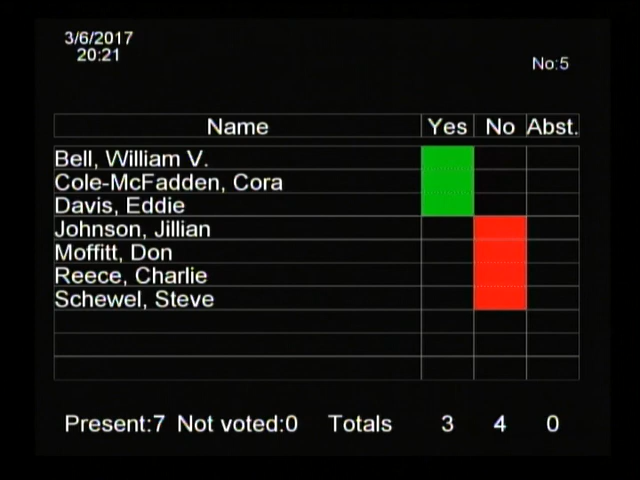 3/6/2017
20:21
No:5
Name Yes No Abst.
Bell, William V.
Cole-McFadden, Cora
Davis, Eddie
Johnson, Jillian
Moffitt, Don
Reece, Charlie
Schewel, Steve
Present:7 Not voted:0 Totals 3 4 0